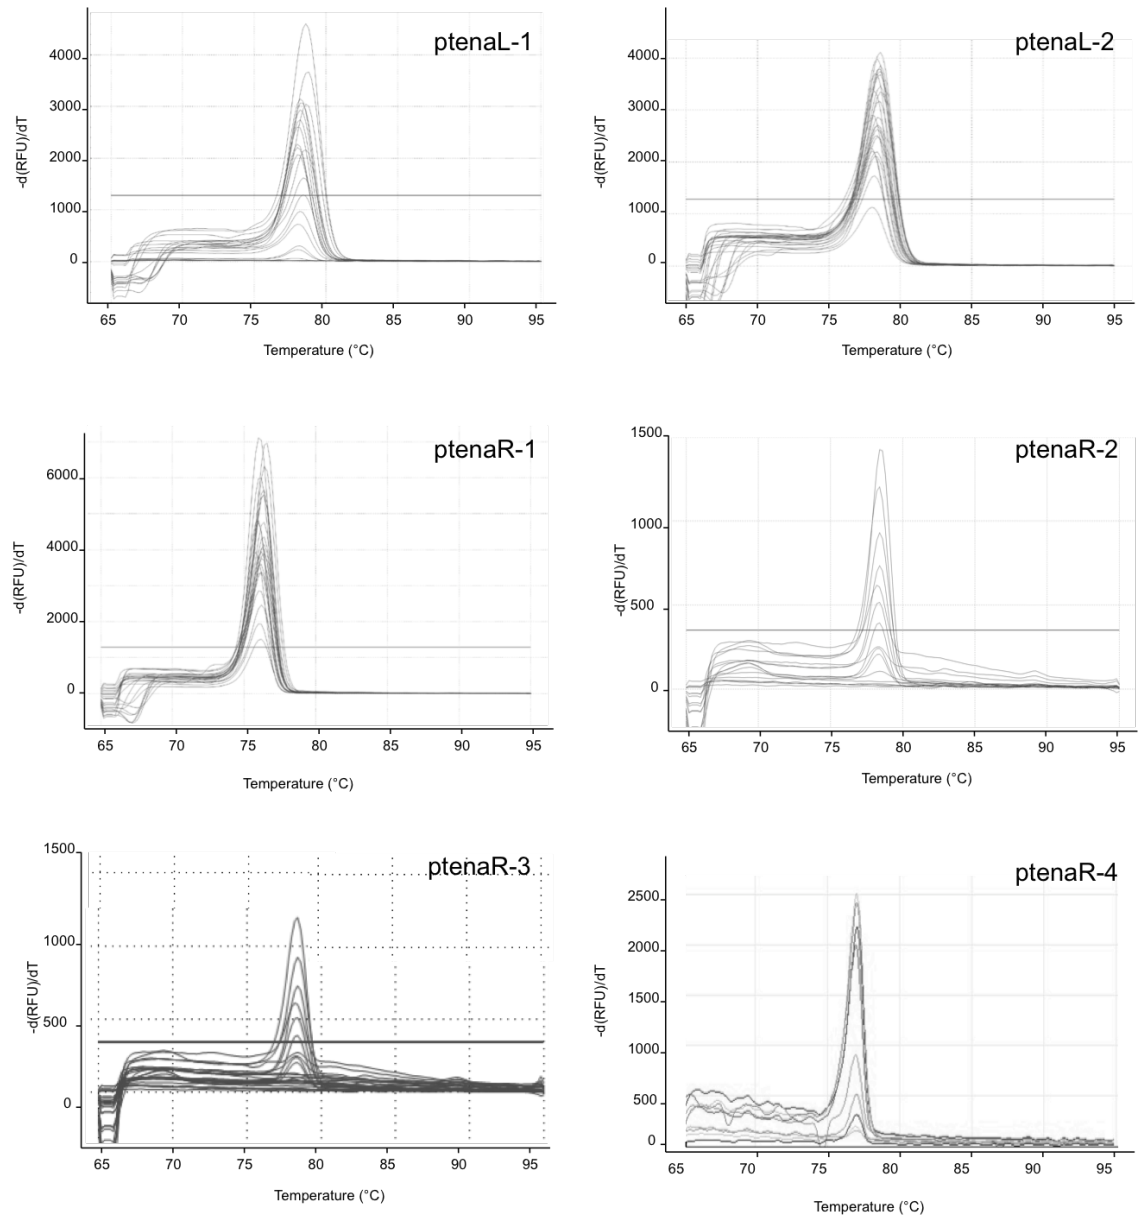 ptenaL-1
4000
3000
2000
1000
0
-d(RFU)/dT
65 70 75 80 85 90 95
Temperature (°C)
ptenaL-2
4000
3000
2000
1000
0
-d(RFU)/dT
65 70 75 80 85 90 95
Temperature (°C)
ptenaR-1
6000
4000
2000
0
-d(RFU)/dT
65 70 75 80 85 90 95
Temperature (°C)
ptenaR-2
1500
1000
500
0
-d(RFU)/dT
65 70 75 80 85 90 95
Temperature (°C)
ptenaR-3
1500
1000
500
0
-d(RFU)/dT
65 70 75 80 85 90 95
Temperature (°C)
ptenaR-4
2500
2000
1500
1000
500
0
-d(RFU)/dT
65 70 75 80 85 90 95
Temperature (°C)